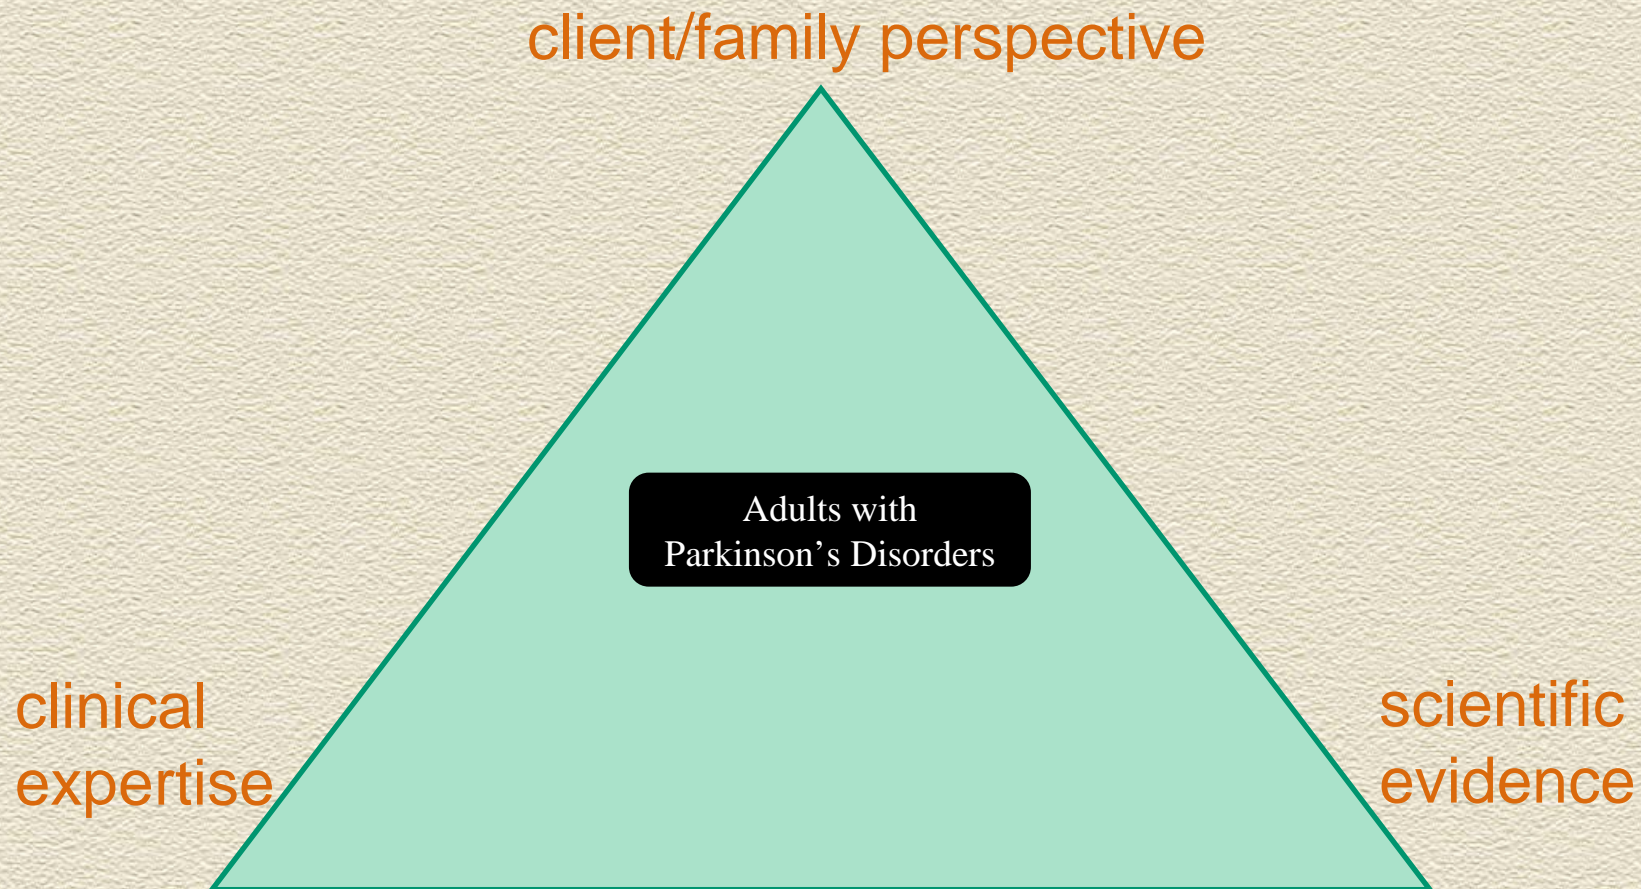 client/family perspective
Adults with
Parkinson’s Disorders
clinical
expertise
scientific
evidence